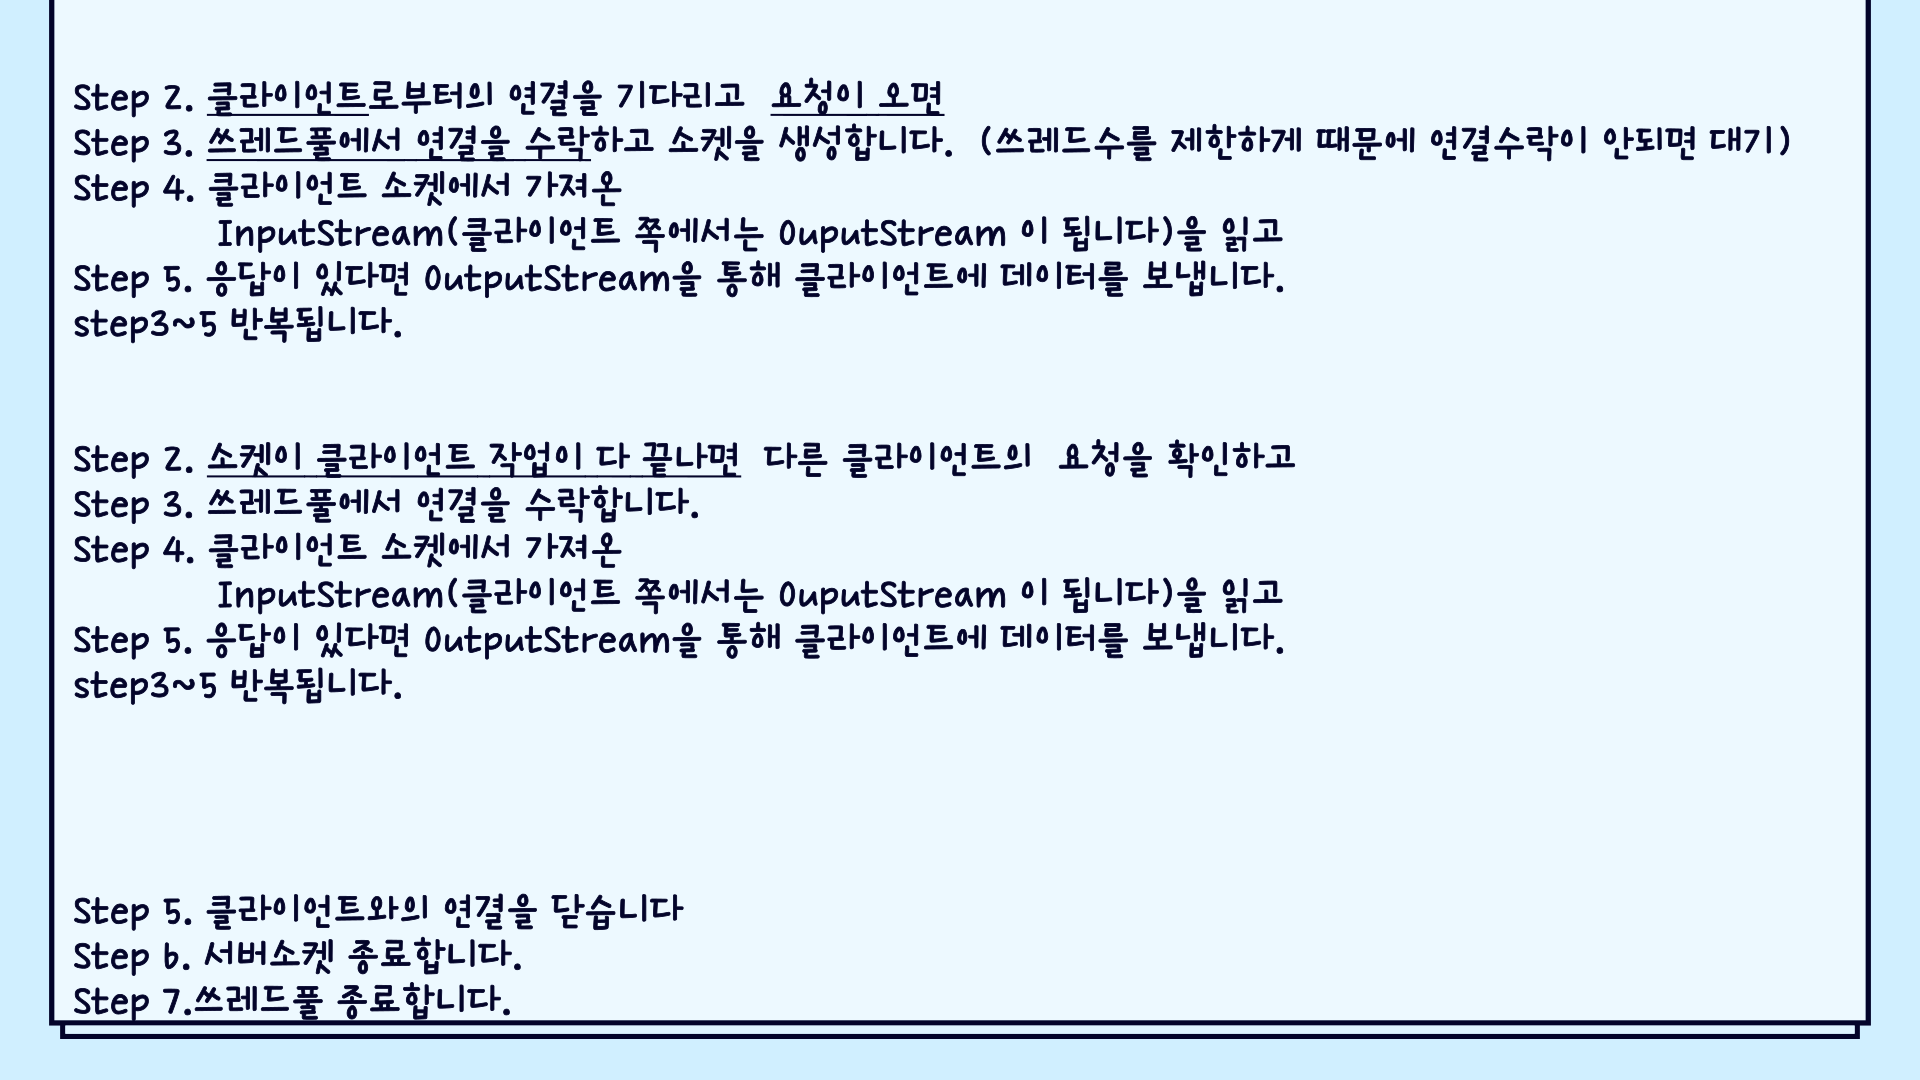 Step 2. 클라이언트로부터의 연결을 기다리고 요청이 오면
Step 3. 쓰레드풀에서 연결을 수락하고 소켓을 생성합니다. (쓰레드수를 제한하게 때문에 연결수락이 안되면 대기)
Step 4. 클라이언트 소켓에서 가져온
InputStream(클라이언트 쪽에서는 OuputStream 이 됩니다)을 읽고
Step 5. 응답이 있다면 OutputStream을 통해 클라이언트에 데이터를 보냅니다.
step3~5 반복됩니다.
Step 2. 소켓이 클라이언트 작업이 다 끝나면 다른 클라이언트의 요청을 확인하고
Step 3. 쓰레드풀에서 연결을 수락합니다.
Step 4. 클라이언트 소켓에서 가져온
InputStream(클라이언트 쪽에서는 OuputStream 이 됩니다)을 읽고
Step 5. 응답이 있다면 OutputStream을 통해 클라이언트에 데이터를 보냅니다.
step3~5 반복됩니다.
Step 5. 클라이언트와의 연결을 닫습니다
Step 6. 서버소켓 종료합니다.
Step 7.쓰레드풀 종료합니다.